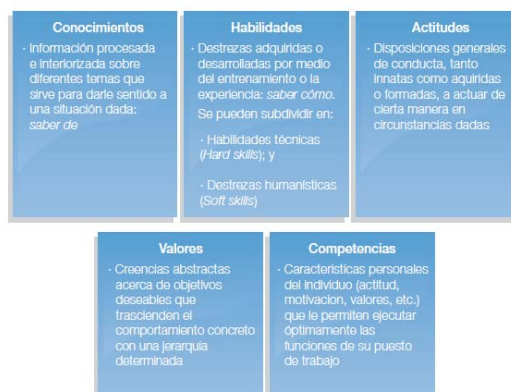 Conocimientos
· Información procesada
e interiorizada sobre
diferentes temas que
sirve para darle sentido a
una situación dada:
saber de
Habilidades
· Destrezas adquiridas o
desarrolladas por medio
del entrenamiento o la
experiencia: saber cómo.
Se pueden subdividir en:
· Habilidades técnicas
(Hard skills); y
· Destrezas humanísticas
(Soft skills)
Actitudes
· Disposiciones generales
de conducta, tanto
innatas como aquiridas
o formadas, a actuar de
cierta manera en
circunstancias dadas
Valores
· Creencias abstractas
acerca de objetivos
deseables que
trascienden el
comportamiento concreto
con una jerarquía
determinada
Competencias
· Características personales
del individuo (actitud,
motivacion, valores, etc.)
que le permiten ejecutar
óptimamente las
funciones de su puesto
de trabajo